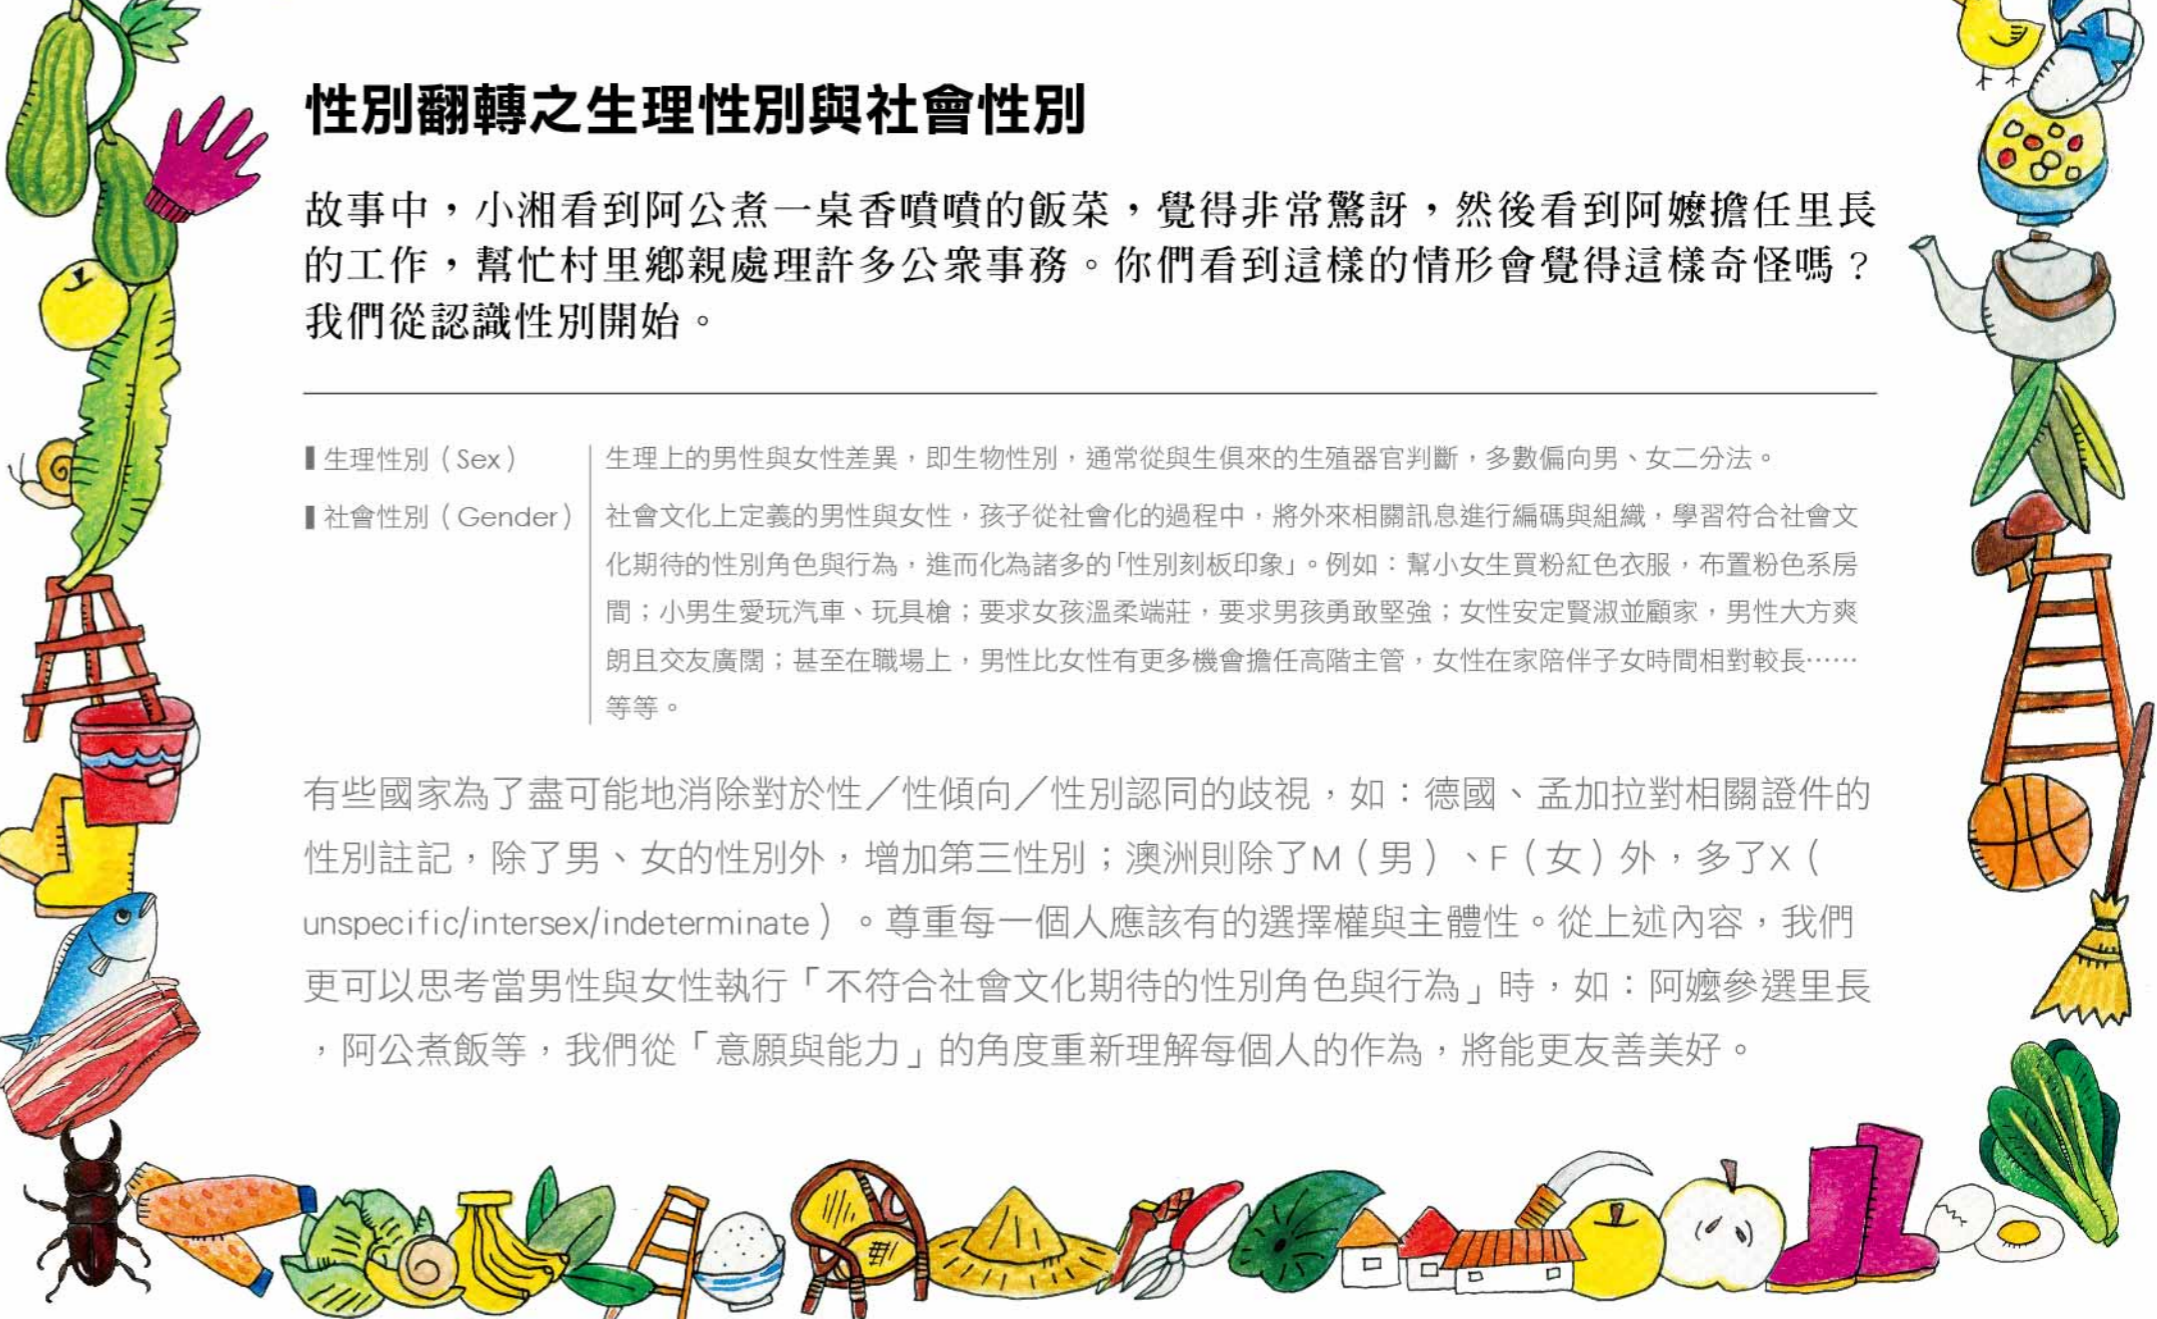 性別翻轉之生理性別與社會性別
故事中，小湘看到阿公煮一桌香噴噴的飯菜，覺得非常驚訝，然後看到阿嬤擔任里長
的工作，幫忙村里鄉親處理許多公眾事務。你們看到這樣的情形會覺得這樣奇怪嗎？
我們從認識性別開始。
▌生理性別（Sex）
生理上的男性與女性差異，即生物性別，通常從與生俱來的生殖器官判斷，多數偏向男、女二分法。
▌社會性別（Gender）
社會文化上定義的男性與女性，孩子從社會化的過程中，將外來相關訊息進行編碼與組織，學習符合社會文
化期待的性別角色與行為，進而化為諸多的「性別刻板印象」。例如：幫小女生買粉紅色衣服，布置粉色系房
間；小男生愛玩汽車、玩具槍；要求女孩溫柔端莊，要求男孩勇敢堅強；女性安定賢淑並顧家，男性大方爽
朗且交友廣闊；甚至在職場上，男性比女性有更多機會擔任高階主管，女性在家陪伴子女時間相對較長……
等等。
有些國家為了盡可能地消除對於性／性傾向／性別認同的歧視，如：德國、孟加拉對相關證件的
性別註記，除了男、女的性別外，增加第三性別；澳洲則除了M（男）、F（女）外，多了X（
unspecific/intersex/indeterminate）。尊重每一個人應該有的選擇權與主體性。從上述內容，我們
更可以思考當男性與女性執行「不符合社會文化期待的性別角色與行為」時，如：阿嬤參選里長
，阿公煮飯等，我們從「意願與能力」的角度重新理解每個人的作為，將能更友善美好。